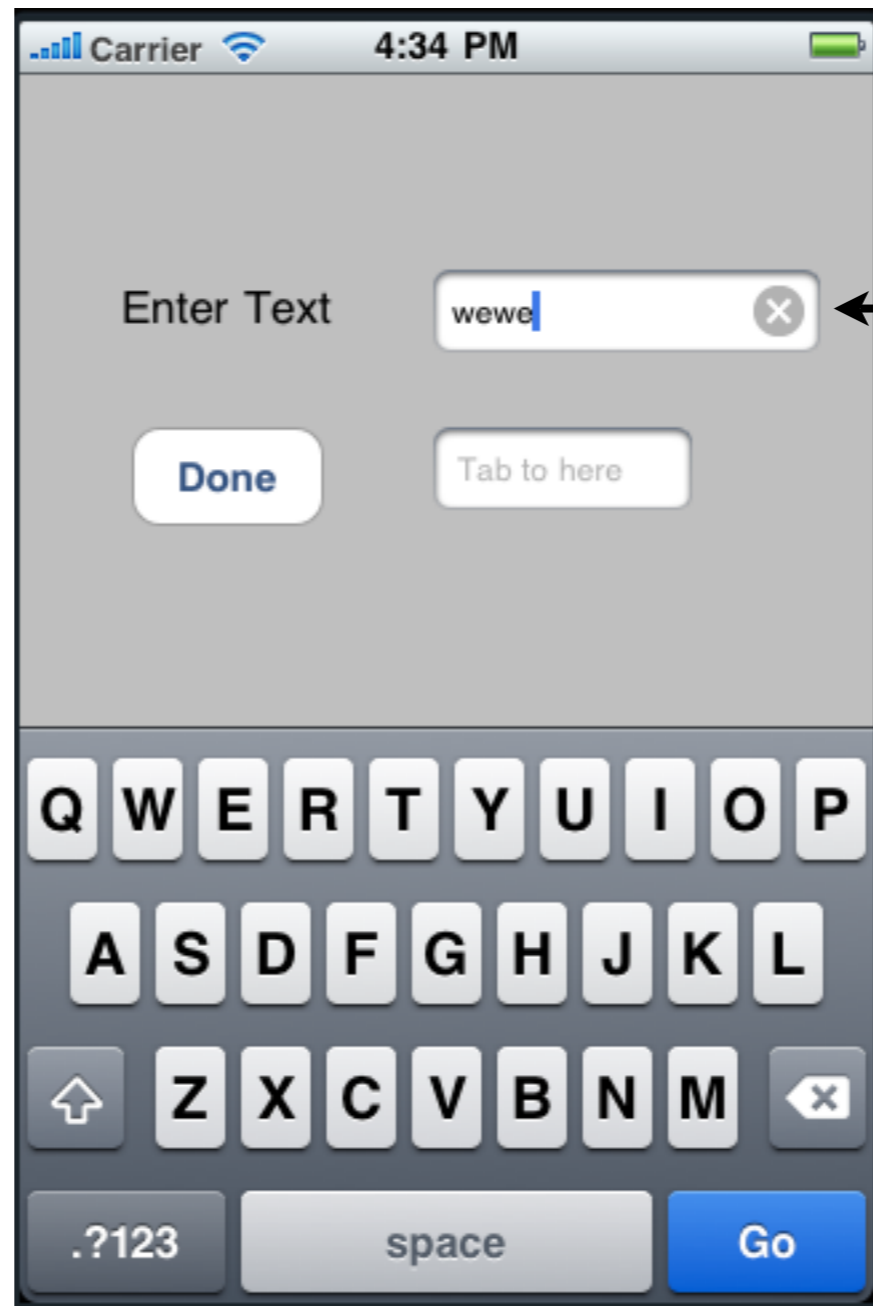 Carrier 4:34 PM
Enter Text wewe
Done Tab to here
Q W E R T Y U I O P
A S D F G H J K L
Z X C V B N M
.?123 space Go